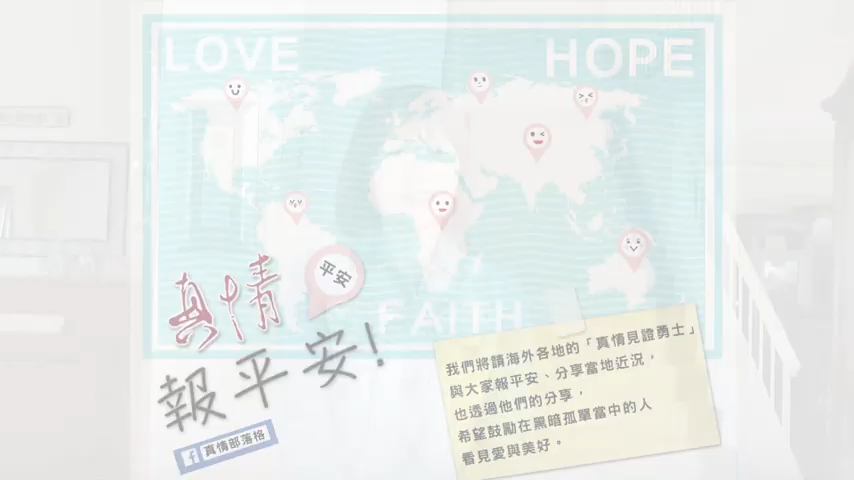 LOVE
HOPE
FAITH
平安
真情
報平安!
真情部落格
我們將請海外各地的「真情見證勇士」
與大家報平安、分享當地近況，
也透過他們的分享，
希望鼓勵在黑暗孤單當中的人
看見愛與美好。